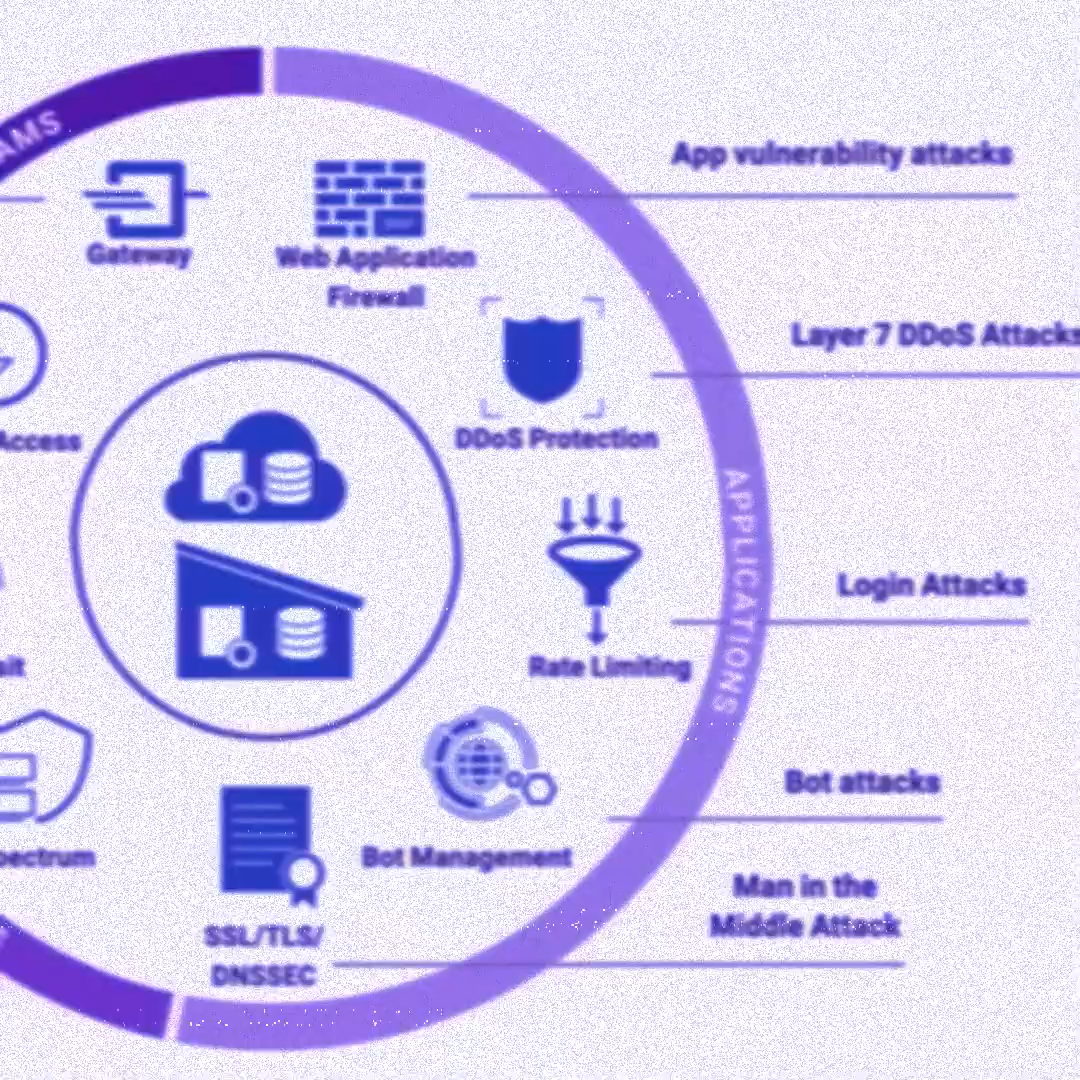 AMS
App vulnerability attacks
Gateway
Web Application
Firewall
Layer 7 DDoS Attacks
Access
DDoS Protection
APPLICATIONS
Login Attacks
Rate Limiting
Bot attacks
pectrum
Bot Management
Man in the
Middle Attack
SSL/TLS/
DNSSEC